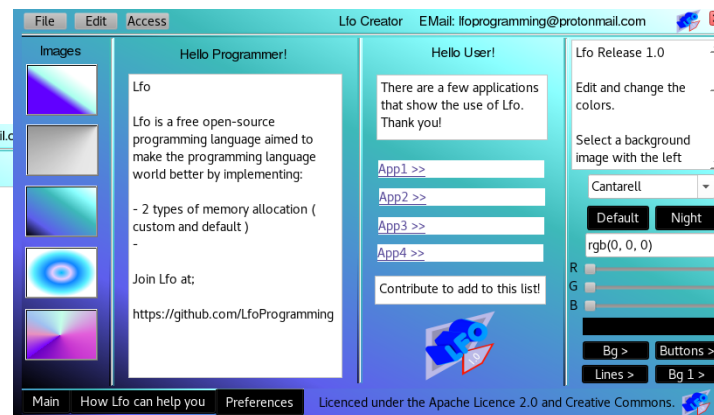 File Edit Access Lfo Creator EMail: lfoprogramming@protonmail.com
Images
Hello Programmer!
Lfo
Lfo is a free open-source
programming language aimed to
make the programming language
world better by implementing:
- 2 types of memory allocation (
custom and default )
-
Join Lfo at;
https://github.com/LfoProgramming
Hello User!
There are a few applications
that show the use of Lfo.
Thank you!
App1 >>
App2 >>
App3 >>
App4 >>
Contribute to add to this list!
LFO
1.0
Lfo Release 1.0
Edit and change the
colors.
Select a background
image with the left
Cantarell
Default Night
rgb(0, 0, 0)
R
G
B
Bg > Buttons >
Lines > Bg 1 >
Main How Lfo can help you Preferences Licenced under the Apache Licence 2.0 and Creative Commons.